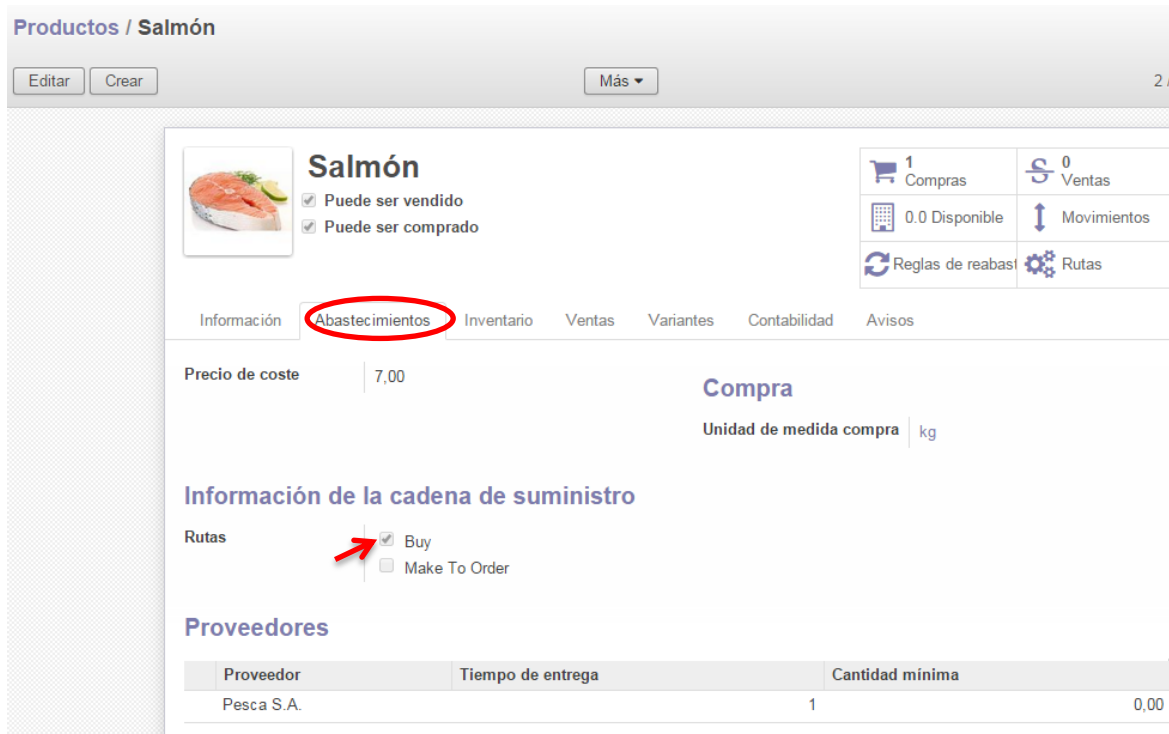 Productos / Salmón
Editar Crear Más 2 /
Salmón
Puede ser vendido
Puede ser comprado
1 Compras 0 Ventas
0.0 Disponible Movimientos
Reglas de reabast Rutas
Información Abastecimientos Inventario Ventas Variantes Contabilidad Avisos
Precio de coste 7,00
Compra
Unidad de medida compra kg
Información de la cadena de suministro
Rutas Buy
Make To Order
Proveedores
Proveedor Tiempo de entrega Cantidad mínima
Pesca S.A. 1 0,00